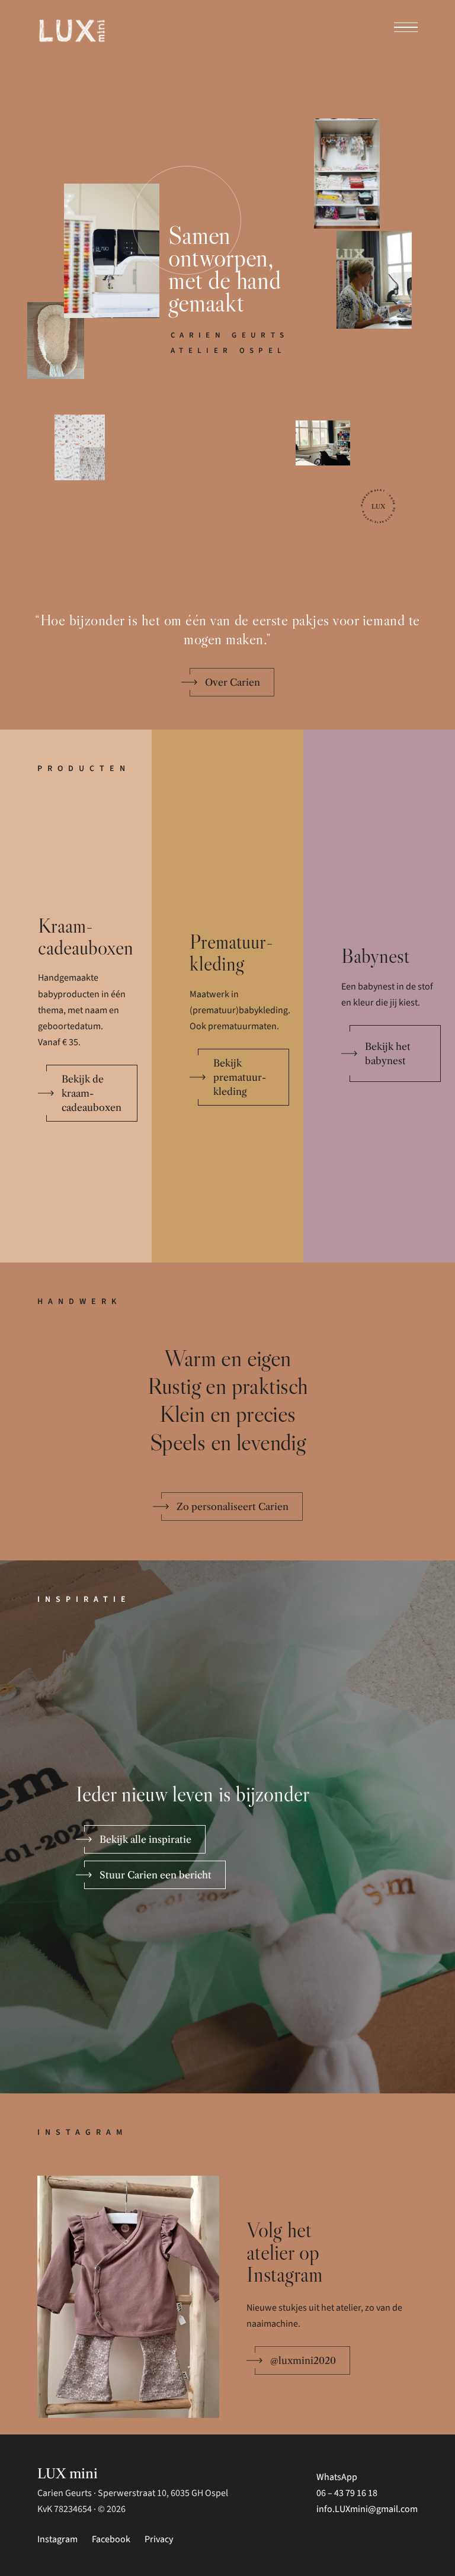 LUX mini
Samen
ontworpen,
met de hand
gemaakt
CARIEN GEURTS
ATELIER OSPEL
LUX
“Hoe bijzonder is het om één van de eerste pakjes voor iemand te
mogen maken.”
Over Carien
PRODUCTEN
Kraam-
cadeauboxen
Handgemaakte
babyproducten in één
thema, met naam en
geboortedatum.
Vanaf € 35.
Bekijk de
kraam-
cadeauboxen
Prematuur-
kleding
Maatwerk in
(prematuur)babykleding.
Ook prematuurmaten.
Bekijk
prematuur-
kleding
Babynest
Een babynest in de stof
en kleur die jij kiest.
Bekijk het
babynest
HANDWERK
Warm en eigen
Rustig en praktisch
Klein en precies
Speels en levendig
Zo personaliseert Carien
INSPIRATIE
Ieder nieuw leven is bijzonder
Bekijk alle inspiratie
Stuur Carien een bericht
INSTAGRAM
Volg het
atelier op
Instagram
Nieuwe stukjes uit het atelier, zo van de
naaimachine.
@luxmini2020
LUX mini
Carien Geurts · Sperwerstraat 10, 6035 GH Ospel
KvK 78234654 · © 2026
Instagram Facebook Privacy
WhatsApp
06 – 43 79 16 18
info.LUXmini@gmail.com